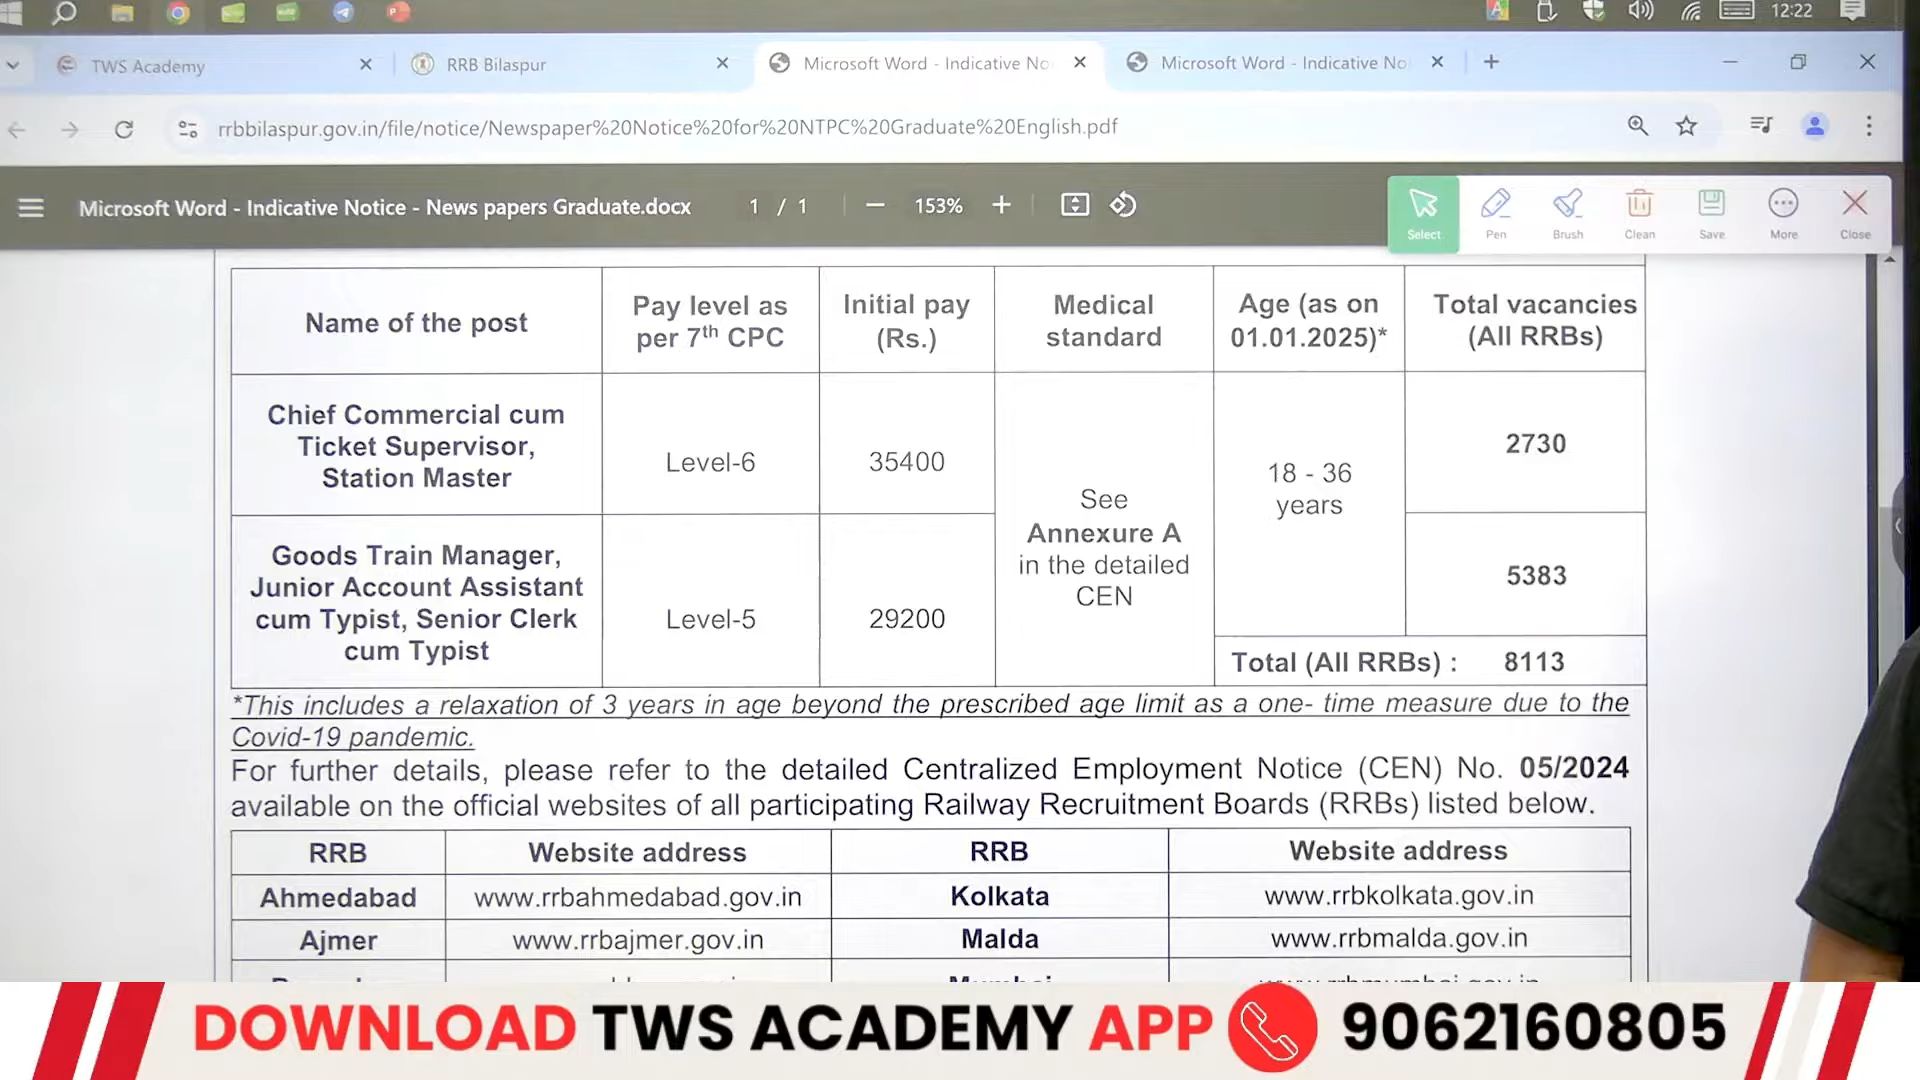 12:22
TWS Academy
RRB Bilaspur
Microsoft Word - Indicative No
Microsoft Word - Indicative No
rrbbilaspur.gov.in/file/notice/Newspaper%20Notice%20for%20NTPC%20Graduate%20English.pdf
Microsoft Word - Indicative Notice - News papers Graduate.docx
1 / 1
153%
Select
Pen
Brush
Clean
Save
More
Close
Name of the post
Pay level as
per 7th CPC
Initial pay
(Rs.)
Medical
standard
Age (as on
01.01.2025)*
Total vacancies
(All RRBs)
Chief Commercial cum
Ticket Supervisor,
Station Master
Level-6
35400
See
Annexure A
in the detailed
CEN
18 - 36
years
2730
Goods Train Manager,
Junior Account Assistant
cum Typist, Senior Clerk
cum Typist
Level-5
29200
5383
Total (All RRBs) :
8113
*This includes a relaxation of 3 years in age beyond the prescribed age limit as a one- time measure due to the
Covid-19 pandemic.
For further details, please refer to the detailed Centralized Employment Notice (CEN) No. 05/2024
available on the official websites of all participating Railway Recruitment Boards (RRBs) listed below.
RRB
Website address
RRB
Website address
Ahmedabad
www.rrbahmedabad.gov.in
Kolkata
www.rrbkolkata.gov.in
Ajmer
www.rrbajmer.gov.in
Malda
www.rrbmalda.gov.in
Mumbai
www.rrbmumbai.gov.in
DOWNLOAD TWS ACADEMY APP
9062160805